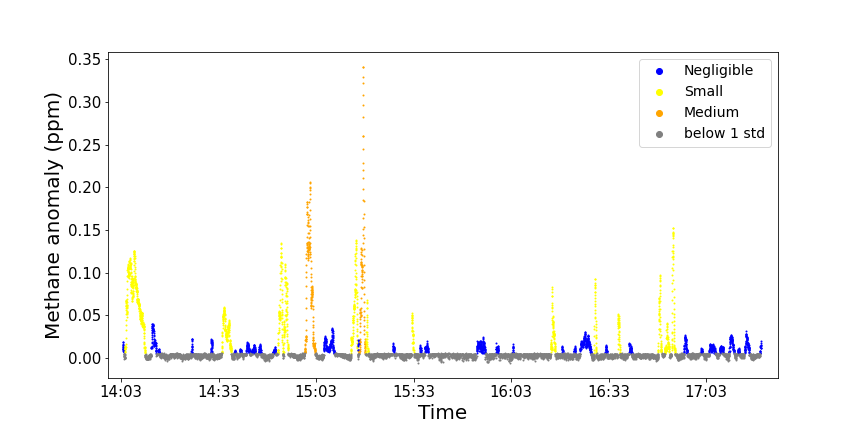 0.35
0.30
0.25
0.20
0.15
0.10
0.05
0.00
Methane anomaly (ppm)
Negligible
Small
Medium
below 1 std
14:03
14:33
15:03
15:33
16:03
16:33
17:03
Time